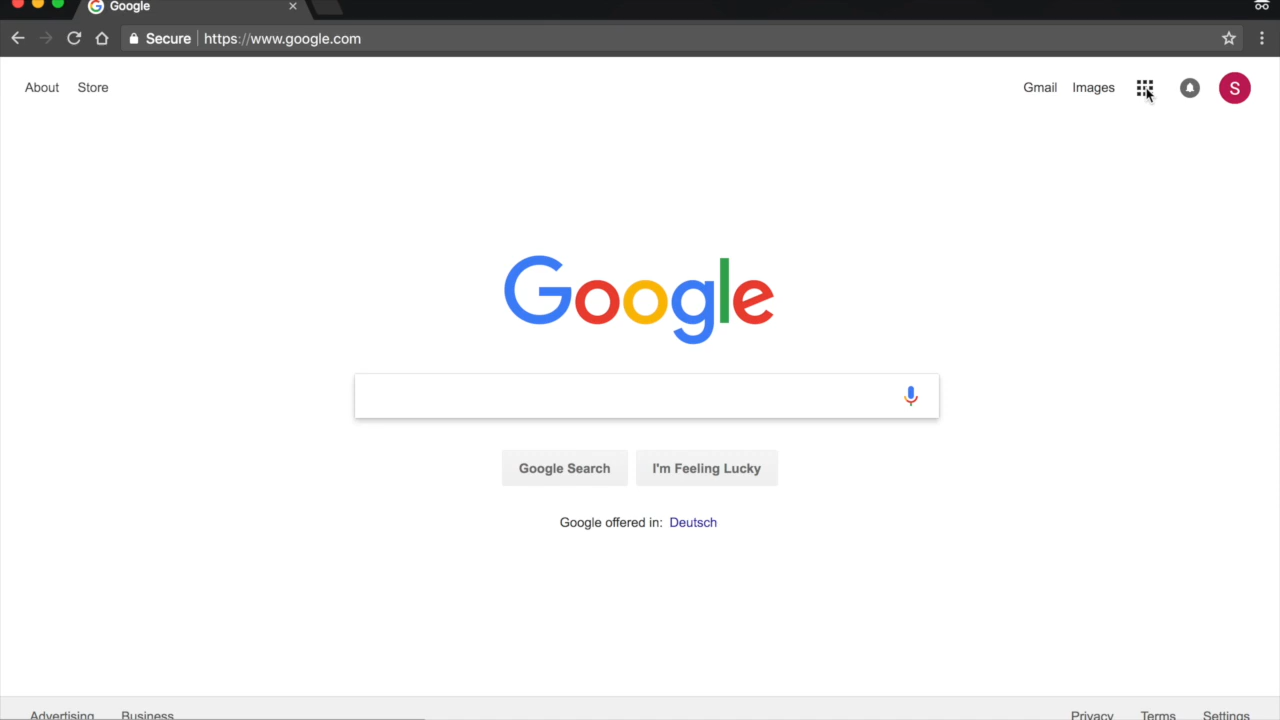 Google
Secure https://www.google.com
About Store Gmail Images S
Google
Google Search I'm Feeling Lucky
Google offered in: Deutsch
Advertising Business Privacy Terms Settings